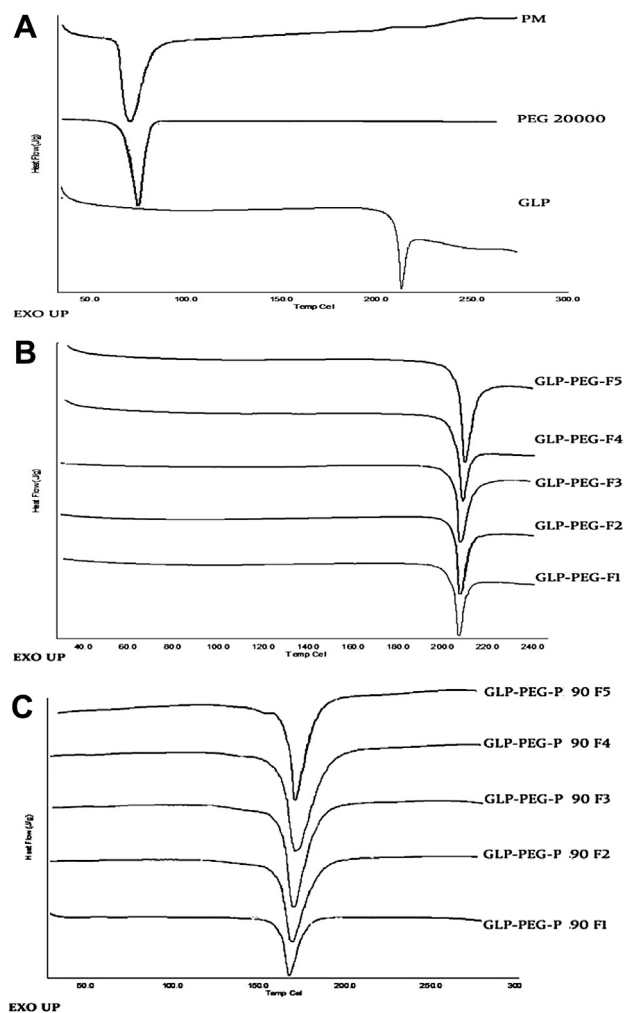 A
PM
PEG 20000
GLP
Heat Flow(J/g)
50.0 100.0 150.0 200.0 250.0 300.0
Temp Cel
EXO UP
B
GLP-PEG-F5
GLP-PEG-F4
GLP-PEG-F3
GLP-PEG-F2
GLP-PEG-F1
Heat Flow(J/g)
40.0 60.0 80.0 100.0 120.0 140.0 160.0 180.0 200.0 220.0 240.0
Temp Cel
EXO UP
C
GLP-PEG-P 90 F5
GLP-PEG-P 90 F4
GLP-PEG-P 90 F3
GLP-PEG-P 90 F2
GLP-PEG-P 90 F1
Heat Flow(J/g)
50.0 100.0 150.0 200.0 250.0 300
Temp Cel
EXO UP